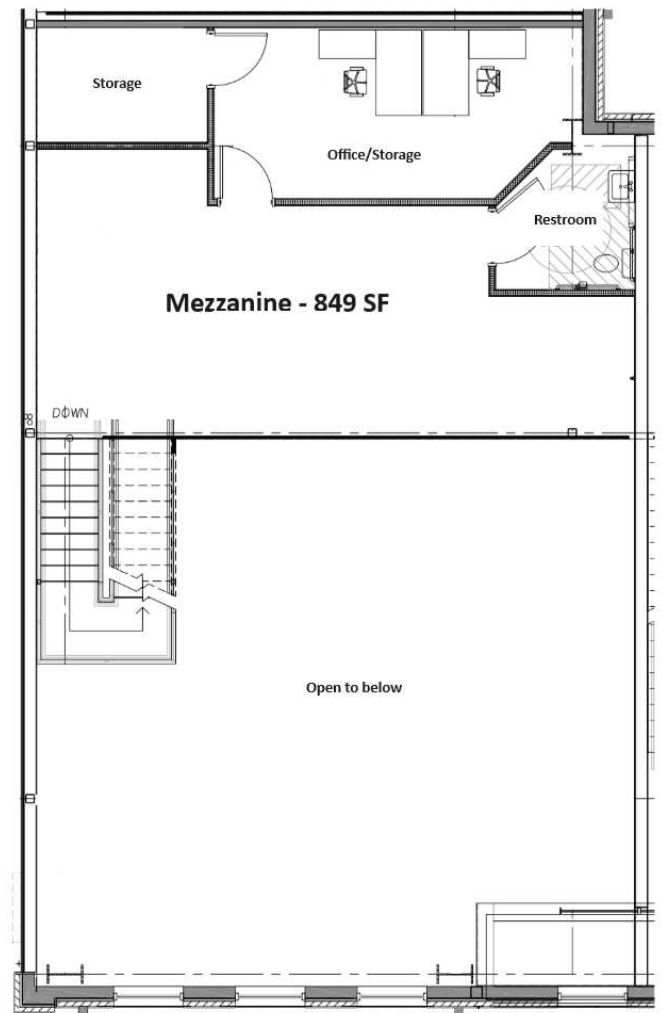 Storage
Office/Storage
Restroom
Mezzanine - 849 SF
DOWN
Open to below